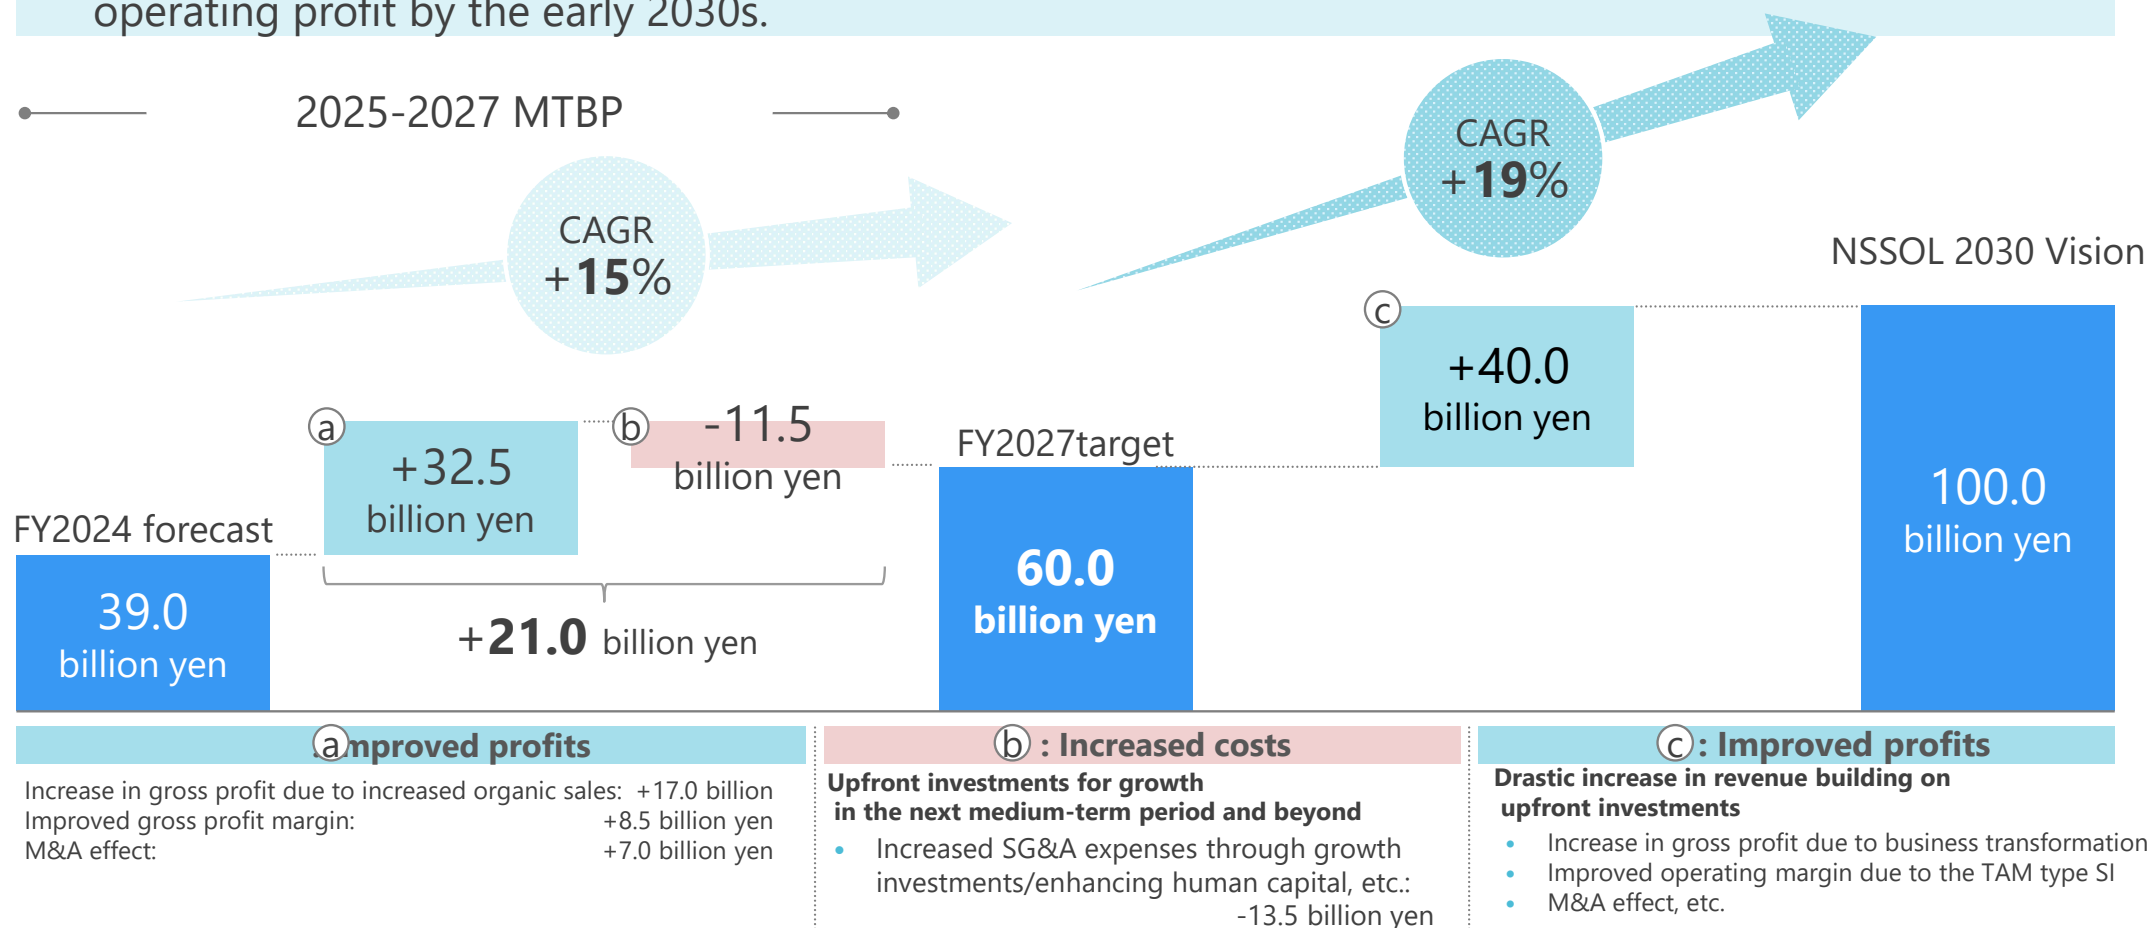 operating profit by the early 2030s.
2025-2027 MTBP
CAGR
+15%
CAGR
+19%
NSSOL 2030 Vision
FY2024 forecast
39.0
billion yen
a
+32.5
billion yen
b
-11.5
billion yen
+21.0 billion yen
FY2027target
60.0
billion yen
c
+40.0
billion yen
100.0
billion yen
a : Improved profits
Increase in gross profit due to increased organic sales: +17.0 billion
Improved gross profit margin: +8.5 billion yen
M&A effect: +7.0 billion yen
b : Increased costs
Upfront investments for growth
in the next medium-term period and beyond
• Increased SG&A expenses through growth
investments/enhancing human capital, etc.:
-13.5 billion yen
c : Improved profits
Drastic increase in revenue building on
upfront investments
• Increase in gross profit due to business transformation
• Improved operating margin due to the TAM type SI
• M&A effect, etc.